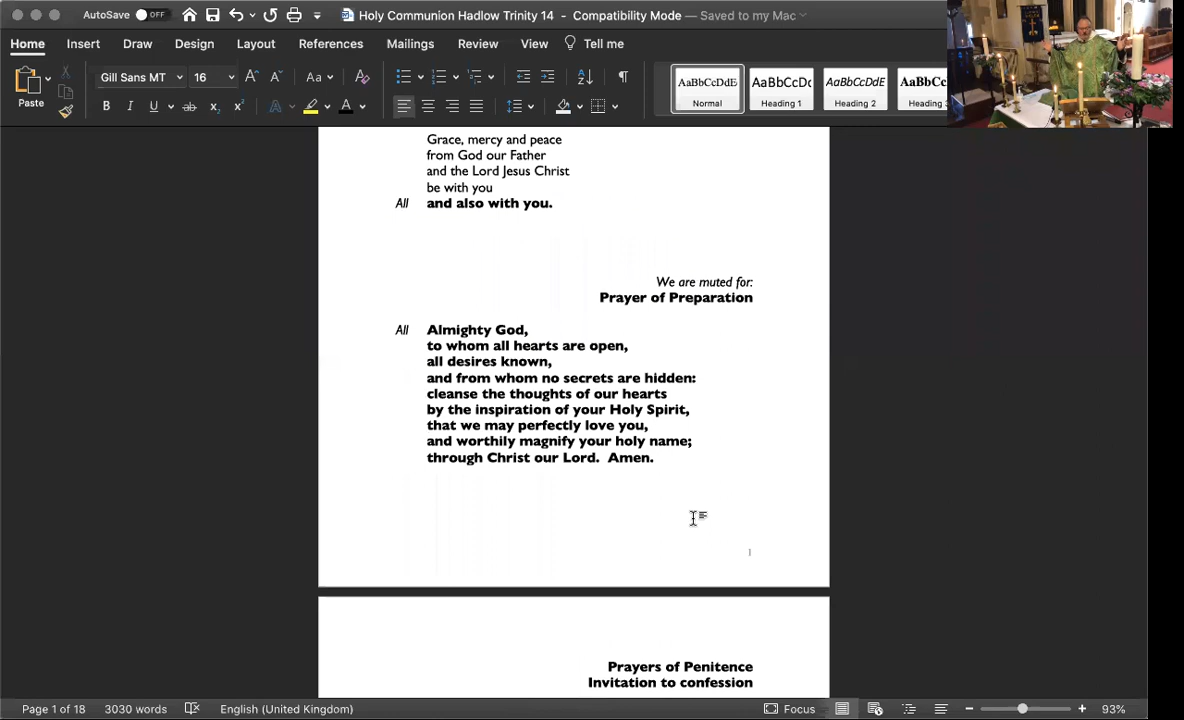 AutoSave OFF
Holy Communion Hadlow Trinity 14 - Compatibility Mode — Saved to my Mac
Home Insert Draw Design Layout References Mailings Review View Tell me
Paste
Gill Sans MT 16
AaBbCcDdE AaBbCcDc AaBbCcDdE AaBbCcDd
Normal Heading 1 Heading 2 Heading
Grace, mercy and peace
from God our Father
and the Lord Jesus Christ
be with you
All and also with you.
We are muted for:
Prayer of Preparation
All Almighty God,
to whom all hearts are open,
all desires known,
and from whom no secrets are hidden:
cleanse the thoughts of our hearts
by the inspiration of your Holy Spirit,
that we may perfectly love you,
and worthily magnify your holy name;
through Christ our Lord. Amen.
1
Prayers of Penitence
Invitation to confession
Page 1 of 18 3030 words English (United Kingdom) Focus 93%